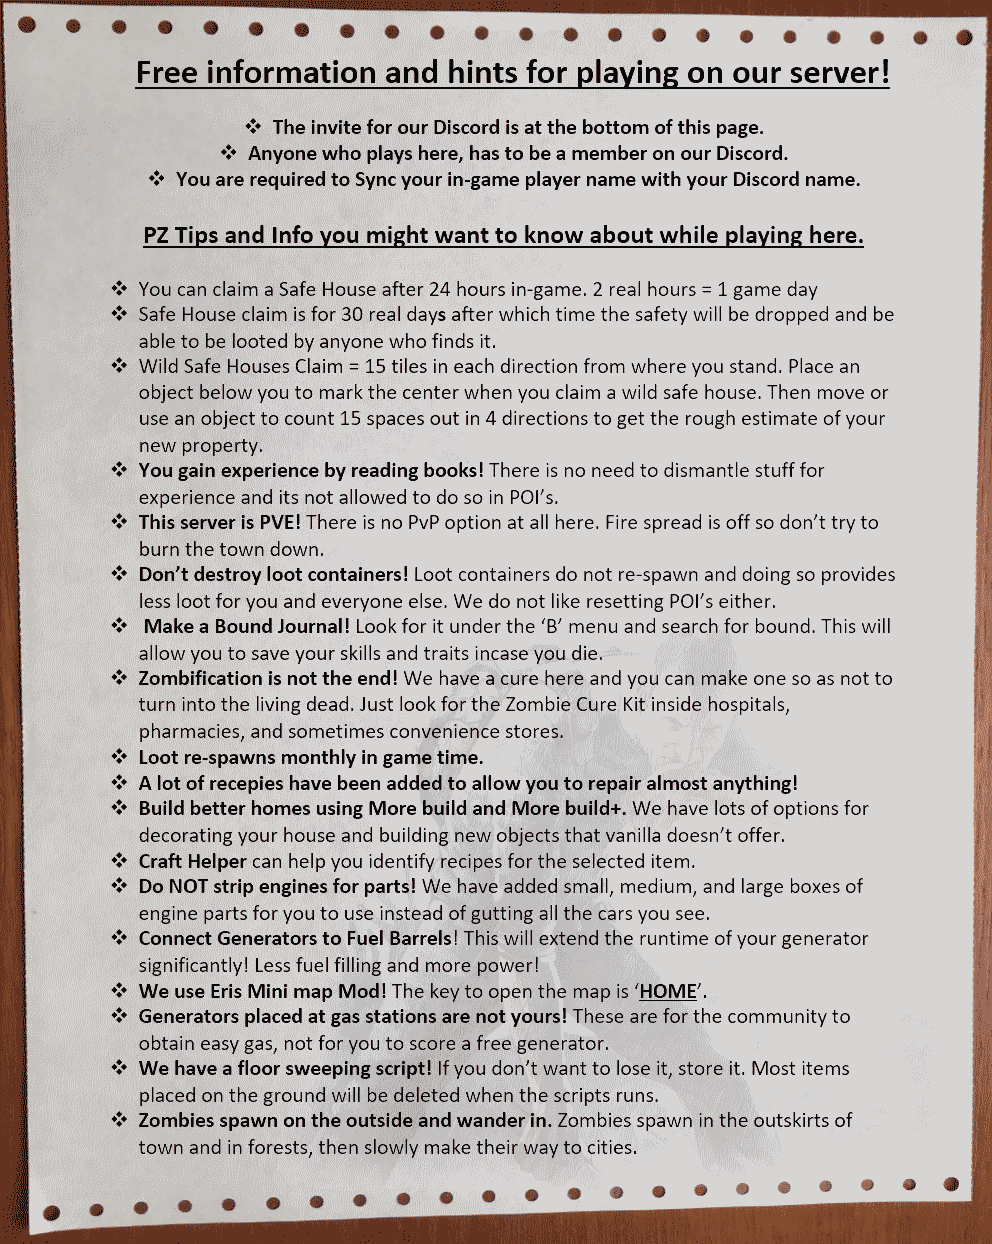 Free information and hints for playing on our server!
❖ The invite for our Discord is at the bottom of this page.
❖ Anyone who plays here, has to be a member on our Discord.
❖ You are required to Sync your in-game player name with your Discord name.
PZ Tips and Info you might want to know about while playing here.
❖ You can claim a Safe House after 24 hours in-game. 2 real hours = 1 game day
❖ Safe House claim is for 30 real days after which time the safety will be dropped and be
able to be looted by anyone who finds it.
❖ Wild Safe Houses Claim = 15 tiles in each direction from where you stand. Place an
object below you to mark the center when you claim a wild safe house. Then move or
use an object to count 15 spaces out in 4 directions to get the rough estimate of your
new property.
❖ You gain experience by reading books! There is no need to dismantle stuff for
experience and its not allowed to do so in POI’s.
❖ This server is PVE! There is no PvP option at all here. Fire spread is off so don’t try to
burn the town down.
❖ Don’t destroy loot containers! Loot containers do not re-spawn and doing so provides
less loot for you and everyone else. We do not like resetting POI’s either.
❖ Make a Bound Journal! Look for it under the ‘B’ menu and search for bound. This will
allow you to save your skills and traits incase you die.
❖ Zombification is not the end! We have a cure here and you can make one so as not to
turn into the living dead. Just look for the Zombie Cure Kit inside hospitals,
pharmacies, and sometimes convenience stores.
❖ Loot re-spawns monthly in game time.
❖ A lot of recepies have been added to allow you to repair almost anything!
❖ Build better homes using More build and More build+. We have lots of options for
decorating your house and building new objects that vanilla doesn’t offer.
❖ Craft Helper can help you identify recipes for the selected item.
❖ Do NOT strip engines for parts! We have added small, medium, and large boxes of
engine parts for you to use instead of gutting all the cars you see.
❖ Connect Generators to Fuel Barrels! This will extend the runtime of your generator
significantly! Less fuel filling and more power!
❖ We use Eris Mini map Mod! The key to open the map is ‘HOME’.
❖ Generators placed at gas stations are not yours! These are for the community to
obtain easy gas, not for you to score a free generator.
❖ We have a floor sweeping script! If you don’t want to lose it, store it. Most items
placed on the ground will be deleted when the scripts runs.
❖ Zombies spawn on the outside and wander in. Zombies spawn in the outskirts of
town and in forests, then slowly make their way to cities.